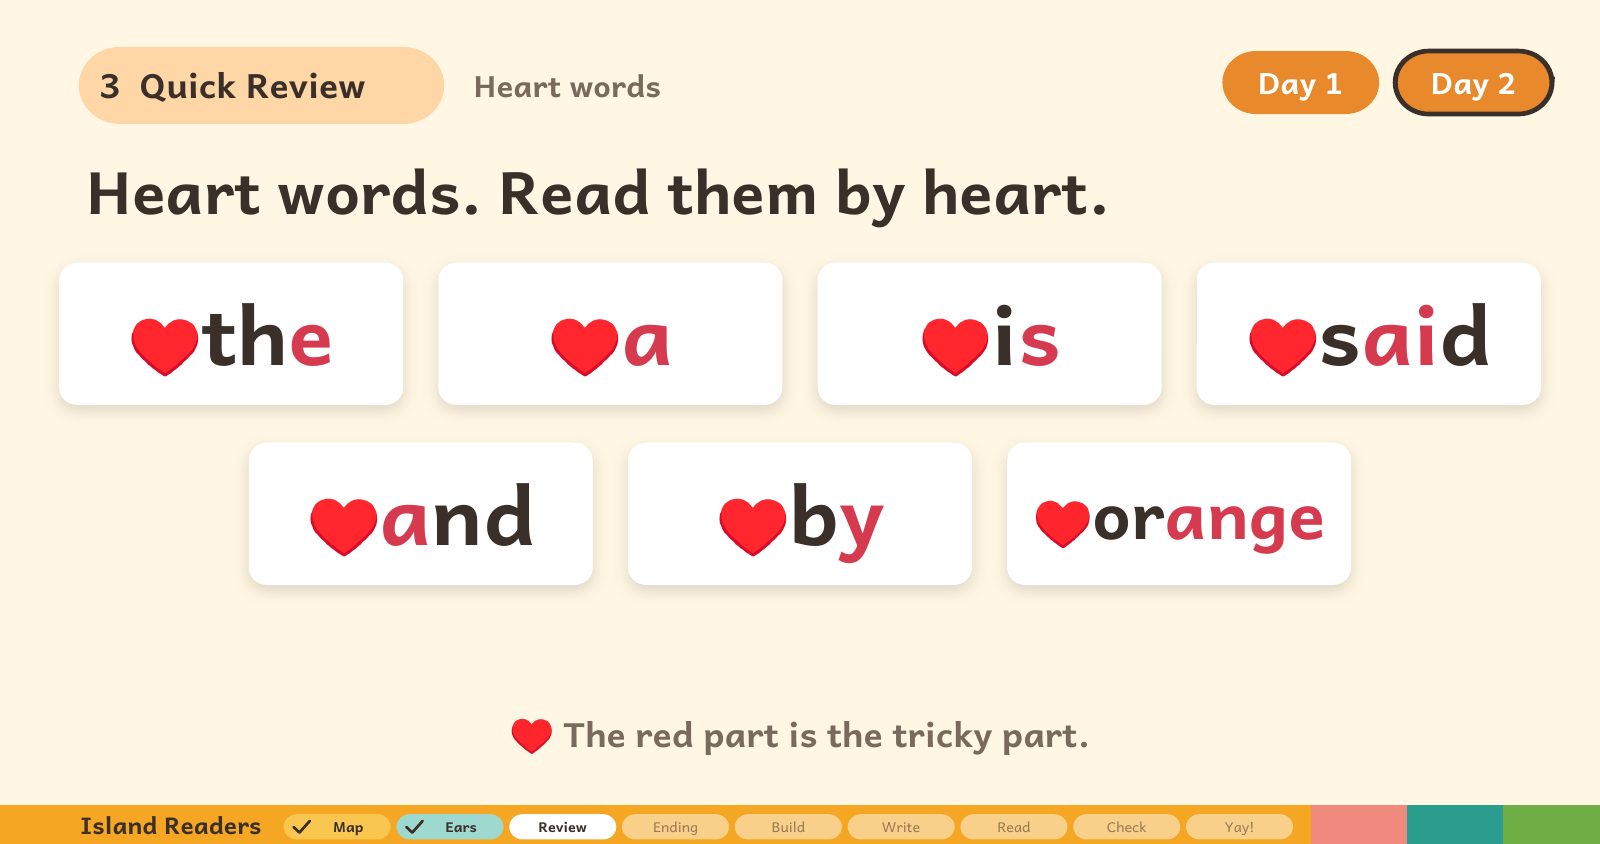 3 Quick Review
Heart words
Day 1
Day 2
Heart words. Read them by heart.
the
a
is
said
and
by
orange
The red part is the tricky part.
Island Readers
Map
Ears
Review
Ending
Build
Write
Read
Check
Yay!